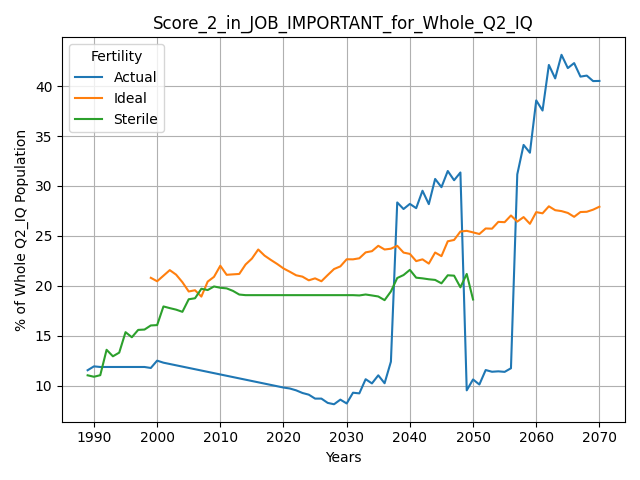 Score_2_in_JOB_IMPORTANT_for_Whole_Q2_IQ
Fertility
Actual
Ideal
Sterile
% of Whole Q2_IQ Population
40
35
30
25
20
15
10
1990 2000 2010 2020 2030 2040 2050 2060 2070
Years